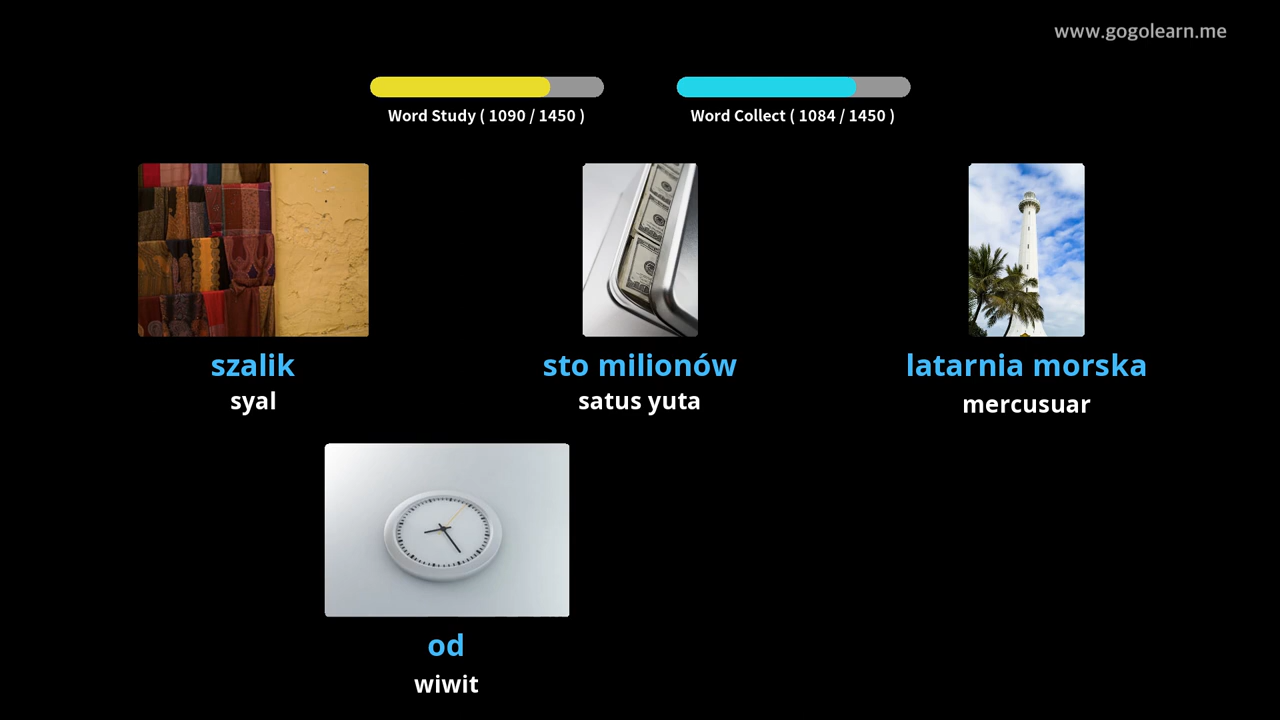 www.gogolearn.me
Word Study ( 1090 / 1450 )
Word Collect ( 1084 / 1450 )
szalik
syal
sto milionów
satus yuta
latarnia morska
mercusuar
od
wiwit